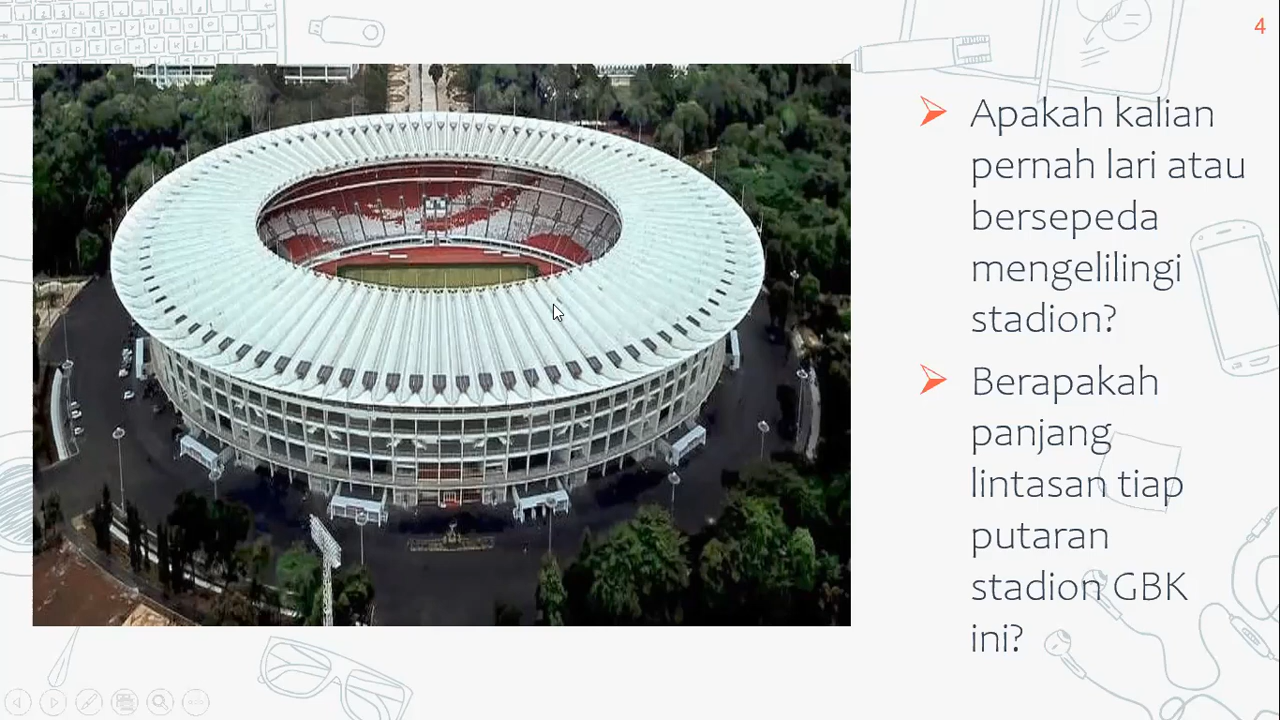 4
Apakah kalian
pernah lari atau
bersepeda
mengelilingi
stadion?
Berapakah
panjang
lintasan tiap
putaran
stadion GBK
ini?